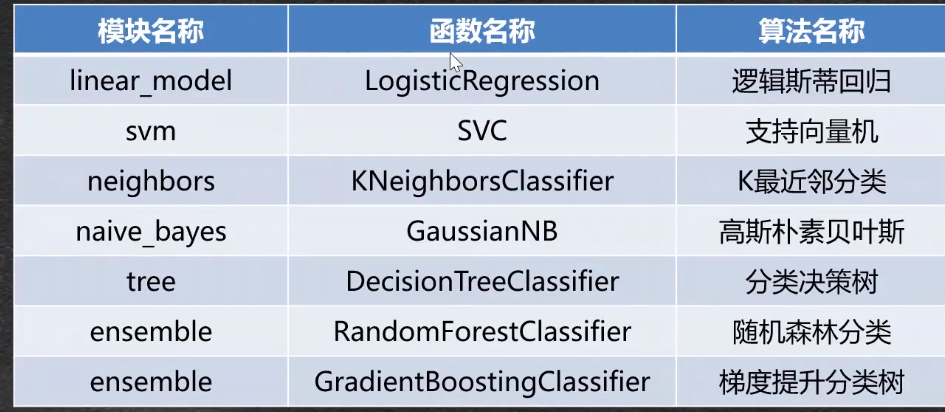 模块名称 函数名称 算法名称
linear_model LogisticRegression 逻辑斯蒂回归
svm SVC 支持向量机
neighbors KNeighborsClassifier K最近邻分类
naive_bayes GaussianNB 高斯朴素贝叶斯
tree DecisionTreeClassifier 分类决策树
ensemble RandomForestClassifier 随机森林分类
ensemble GradientBoostingClassifier 梯度提升分类树